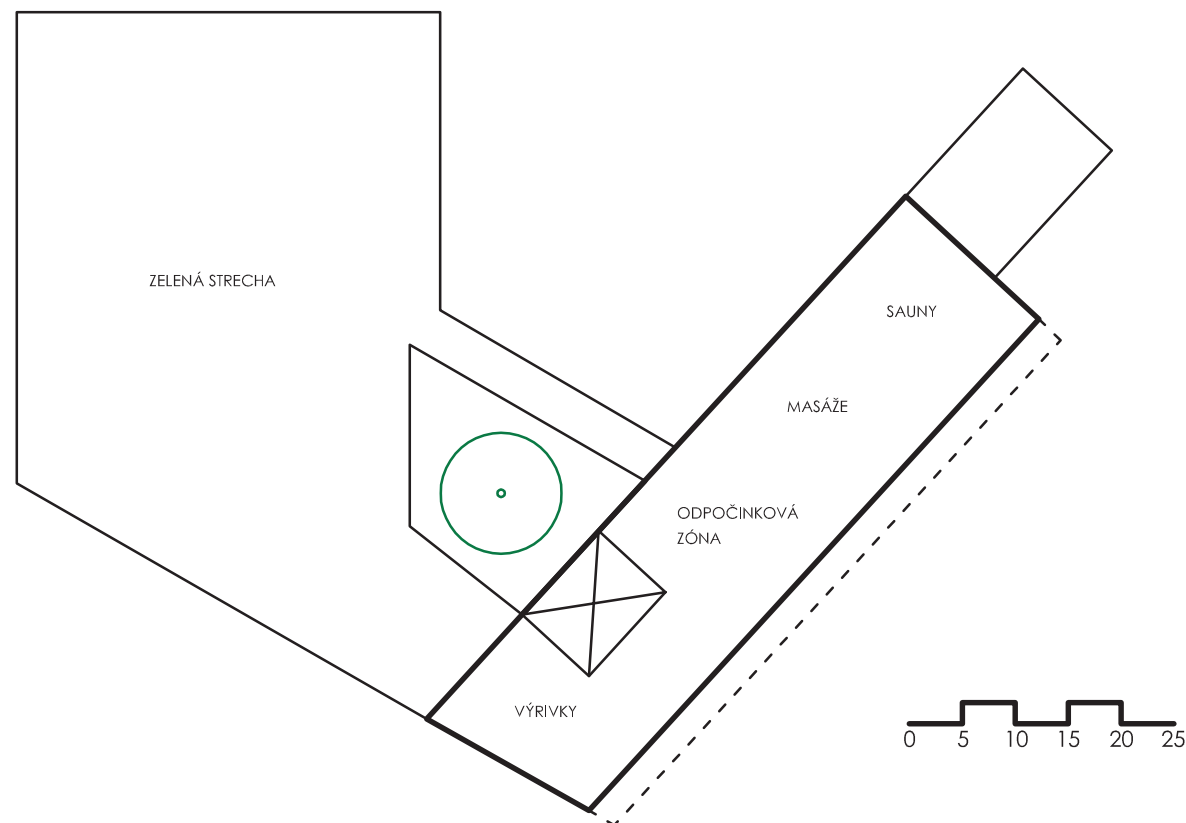 ZELENÁ STRECHA
SAUNY
MASÁŽE
ODPOČINKOVÁ
ZÓNA
VÝRIVKY
0 5 10 15 20 25